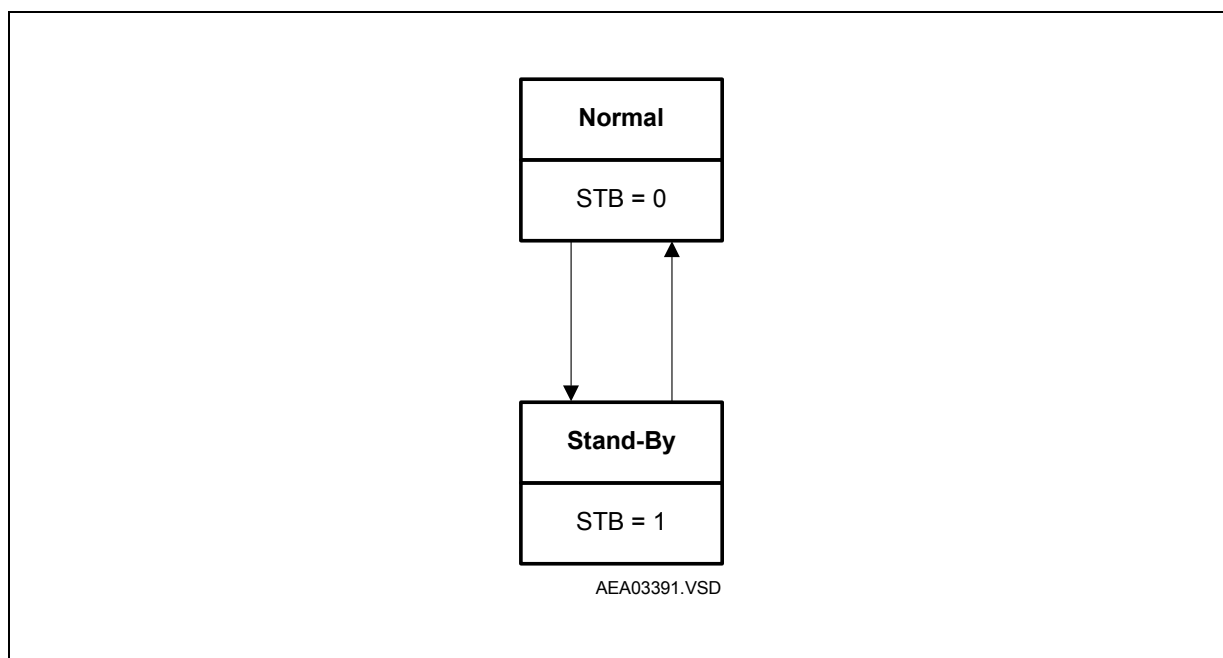 Normal
STB = 0
Stand-By
STB = 1
AEA03391.VSD